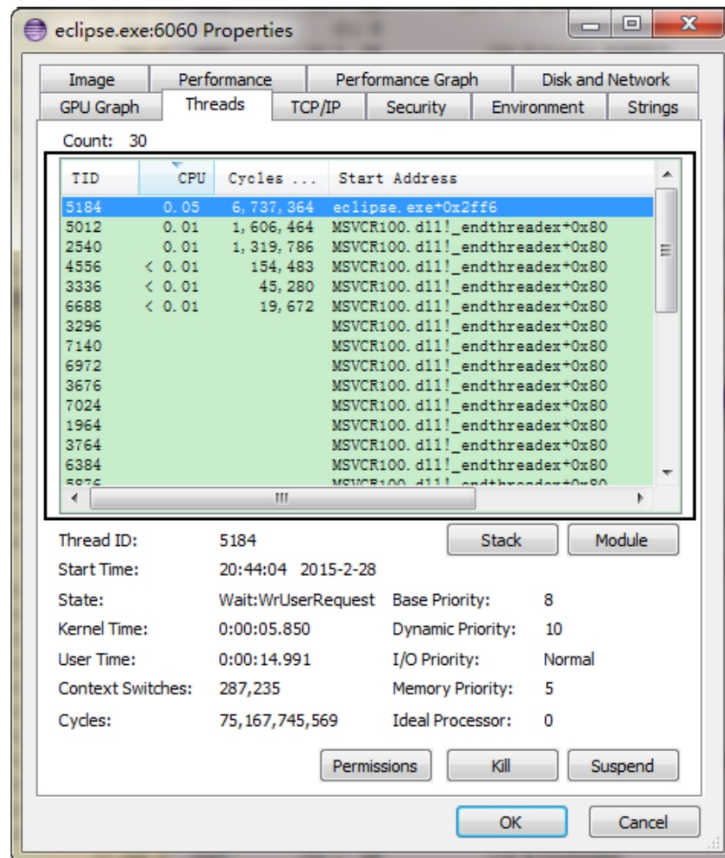 eclipse.exe:6060 Properties
Image Performance Performance Graph Disk and Network
GPU Graph Threads TCP/IP Security Environment Strings
Count: 30
TID CPU Cycles ... Start Address
5184 0.05 6,737,364 eclipse.exe+0x2ff6
5012 0.01 1,606,464 MSVCR100.dll!_endthreadex+0x80
2540 0.01 1,319,786 MSVCR100.dll!_endthreadex+0x80
4556 < 0.01 154,483 MSVCR100.dll!_endthreadex+0x80
3336 < 0.01 45,280 MSVCR100.dll!_endthreadex+0x80
6688 < 0.01 19,672 MSVCR100.dll!_endthreadex+0x80
3296 MSVCR100.dll!_endthreadex+0x80
7140 MSVCR100.dll!_endthreadex+0x80
6972 MSVCR100.dll!_endthreadex+0x80
3676 MSVCR100.dll!_endthreadex+0x80
7024 MSVCR100.dll!_endthreadex+0x80
1964 MSVCR100.dll!_endthreadex+0x80
3764 MSVCR100.dll!_endthreadex+0x80
6384 MSVCR100.dll!_endthreadex+0x80
5876 MSVCR100.dll!_endthreadex+0x80
Thread ID: 5184 Stack Module
Start Time: 20:44:04 2015-2-28
State: Wait:WrUserRequest Base Priority: 8
Kernel Time: 0:00:05.850 Dynamic Priority: 10
User Time: 0:00:14.991 I/O Priority: Normal
Context Switches: 287,235 Memory Priority: 5
Cycles: 75,167,745,569 Ideal Processor: 0
Permissions Kill Suspend
OK Cancel